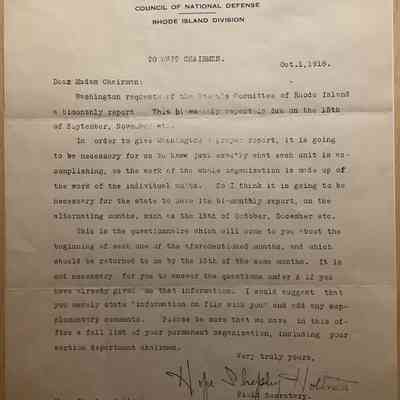 COUNCIL OF NATIONAL DEFENSE
RHODE ISLAND DIVISION
TO UNIT CHAIRMEN.
Oct.1,1918.
Dear Madam Chairman:
Washington requests of the Committee of Rhode Island
a bimonthly report. This bi-monthly report is due on the 15th
of September, November etc.
In order to give Washington a proper report, it is going
to be necessary for us to know just exactly what each unit is ac-
complishing, as the work of the whole organization is made up of
the work of the individual units. So I think it is going to be
necessary for the state to have its bi-monthly report, on the
alternating months, such as the 15th of October, December etc.
This is the questionnaire which will come to you about the
beginning of each one of the aforementioned months, and which
should be returned to me by the 15th of the same months. It is
not necessary for you to answer the questions under A if you
have already given me that information. I would suggest that
you merely state "information on file with you" and add any sup-
plementary comments. Please be sure that we have in this of-
fice a full list of your permanent organization, including your
section department chairmen.
Very truly yours,
Hope
Field Secretary.